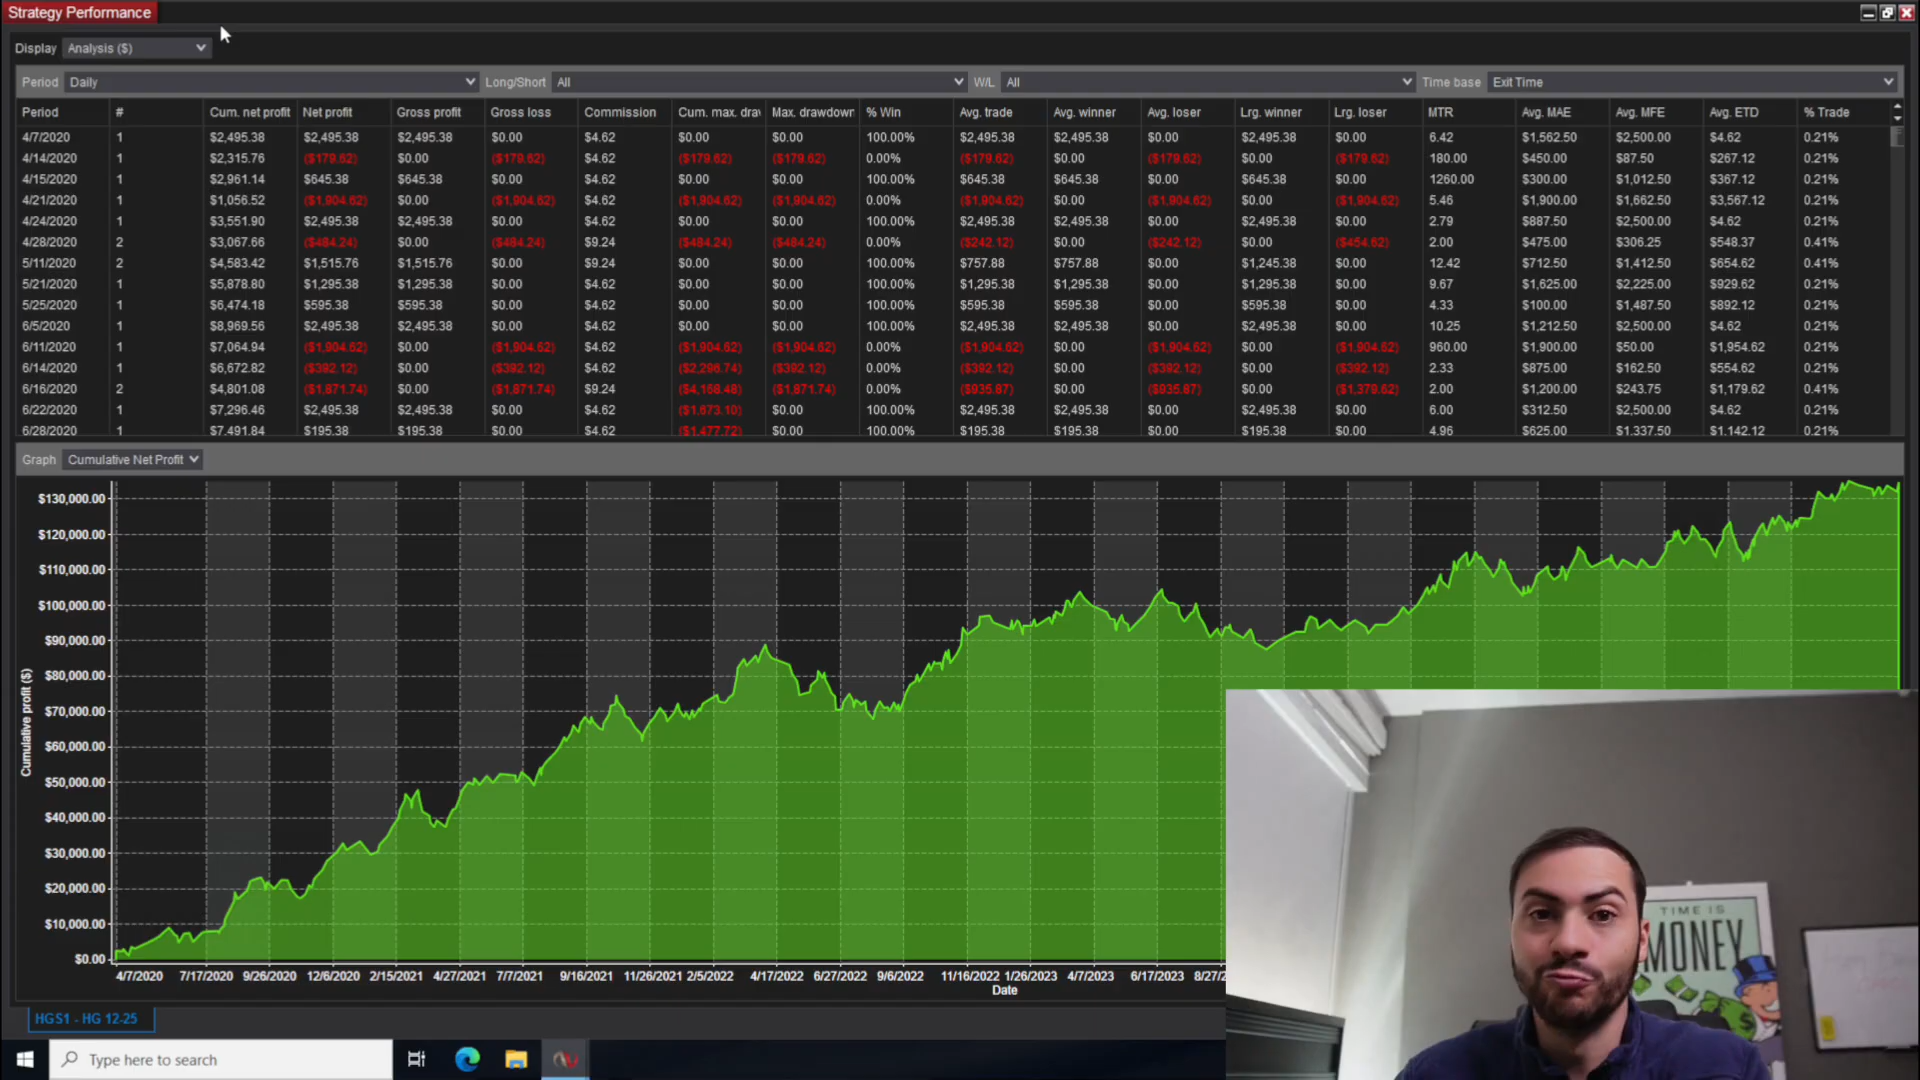 Strategy Performance
Display Analysis ($)
Period Daily Long/Short All W/L All Time base Exit Time
Period # Cum. net profit Net profit Gross profit Gross loss Commission Cum. max. drav Max. drawdown % Win Avg. trade Avg. winner Avg. loser Lrg. winner Lrg. loser MTR Avg. MAE Avg. MFE Avg. ETD % Trade
4/7/2020 1 $2,495.38 $2,495.38 $2,495.38 $0.00 $4.62 $0.00 $0.00 100.00% $2,495.38 $2,495.38 $0.00 $2,495.38 $0.00 6.42 $1,562.50 $2,500.00 $4.62 0.21%
4/14/2020 1 $2,315.76 ($179.62) $0.00 ($179.62) $4.62 ($179.62) ($179.62) 0.00% ($179.62) $0.00 ($179.62) $0.00 ($179.62) 180.00 $450.00 $87.50 $267.12 0.21%
4/15/2020 1 $2,961.14 $645.38 $645.38 $0.00 $4.62 $0.00 $0.00 100.00% $645.38 $645.38 $0.00 $645.38 $0.00 1260.00 $300.00 $1,012.50 $367.12 0.21%
4/21/2020 1 $1,056.52 ($1,904.62) $0.00 ($1,904.62) $4.62 ($1,904.62) ($1,904.62) 0.00% ($1,904.62) $0.00 ($1,904.62) $0.00 ($1,904.62) 5.46 $1,900.00 $1,662.50 $3,567.12 0.21%
4/24/2020 1 $3,551.90 $2,495.38 $2,495.38 $0.00 $4.62 $0.00 $0.00 100.00% $2,495.38 $2,495.38 $0.00 $2,495.38 $0.00 2.79 $887.50 $2,500.00 $4.62 0.21%
4/28/2020 2 $3,067.66 ($484.24) $0.00 ($484.24) $9.24 ($484.24) ($484.24) 0.00% ($242.12) $0.00 ($242.12) $0.00 ($454.62) 2.00 $475.00 $306.25 $548.37 0.41%
5/11/2020 2 $4,583.42 $1,515.76 $1,515.76 $0.00 $9.24 $0.00 $0.00 100.00% $757.88 $757.88 $0.00 $1,245.38 $0.00 12.42 $712.50 $1,412.50 $654.62 0.41%
5/21/2020 1 $5,878.80 $1,295.38 $1,295.38 $0.00 $4.62 $0.00 $0.00 100.00% $1,295.38 $1,295.38 $0.00 $1,295.38 $0.00 9.67 $1,625.00 $2,225.00 $929.62 0.21%
5/25/2020 1 $6,474.18 $595.38 $595.38 $0.00 $4.62 $0.00 $0.00 100.00% $595.38 $595.38 $0.00 $595.38 $0.00 4.33 $100.00 $1,487.50 $892.12 0.21%
6/5/2020 1 $8,969.56 $2,495.38 $2,495.38 $0.00 $4.62 $0.00 $0.00 100.00% $2,495.38 $2,495.38 $0.00 $2,495.38 $0.00 10.25 $1,212.50 $2,500.00 $4.62 0.21%
6/11/2020 1 $7,064.94 ($1,904.62) $0.00 ($1,904.62) $4.62 ($1,904.62) ($1,904.62) 0.00% ($1,904.62) $0.00 ($1,904.62) $0.00 ($1,904.62) 960.00 $1,900.00 $50.00 $1,954.62 0.21%
6/14/2020 1 $6,672.82 ($392.12) $0.00 ($392.12) $4.62 ($2,296.74) ($392.12) 0.00% ($392.12) $0.00 ($392.12) $0.00 ($392.12) 2.33 $875.00 $162.50 $554.62 0.21%
6/16/2020 2 $4,801.08 ($1,871.74) $0.00 ($1,871.74) $9.24 ($4,168.48) ($1,871.74) 0.00% ($935.87) $0.00 ($935.87) $0.00 ($1,379.62) 2.00 $1,200.00 $243.75 $1,179.62 0.41%
6/22/2020 1 $7,296.46 $2,495.38 $2,495.38 $0.00 $4.62 ($1,673.10) $0.00 100.00% $2,495.38 $2,495.38 $0.00 $2,495.38 $0.00 6.00 $312.50 $2,500.00 $4.62 0.21%
6/28/2020 1 $7,491.84 $195.38 $195.38 $0.00 $4.62 ($1,477.72) $0.00 100.00% $195.38 $195.38 $0.00 $195.38 $0.00 4.96 $625.00 $1,337.50 $1,142.12 0.21%
Graph Cumulative Net Profit
$130,000.00
$120,000.00
$110,000.00
$100,000.00
$90,000.00
$80,000.00
$70,000.00
$60,000.00
$50,000.00
$40,000.00
$30,000.00
$20,000.00
$10,000.00
$0.00
Cumulative profit ($)
4/7/2020 7/17/2020 9/26/2020 12/6/2020 2/15/2021 4/27/2021 7/7/2021 9/16/2021 11/26/2021 2/5/2022 4/17/2022 6/27/2022 9/6/2022 11/16/2022 1/26/2023 4/7/2023 6/17/2023 8/27/2
Date
TIME IS
MONEY
HGS1 - HG 12-25
Type here to search